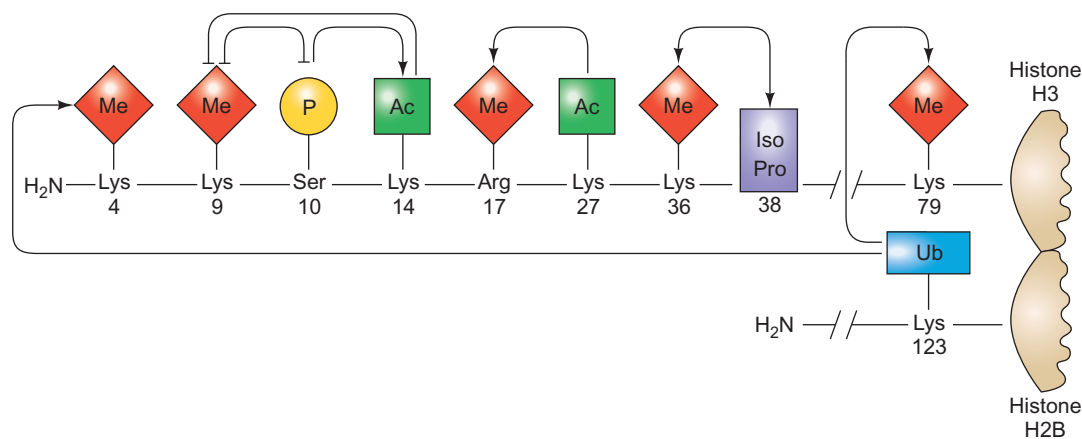 Histone
H3
Me Me P Ac Me Ac Me Iso Pro Me
H2N Lys Lys Ser Lys Arg Lys Lys Lys
4 9 10 14 17 27 36 38 79
Ub
H2N Lys
123
Histone
H2B